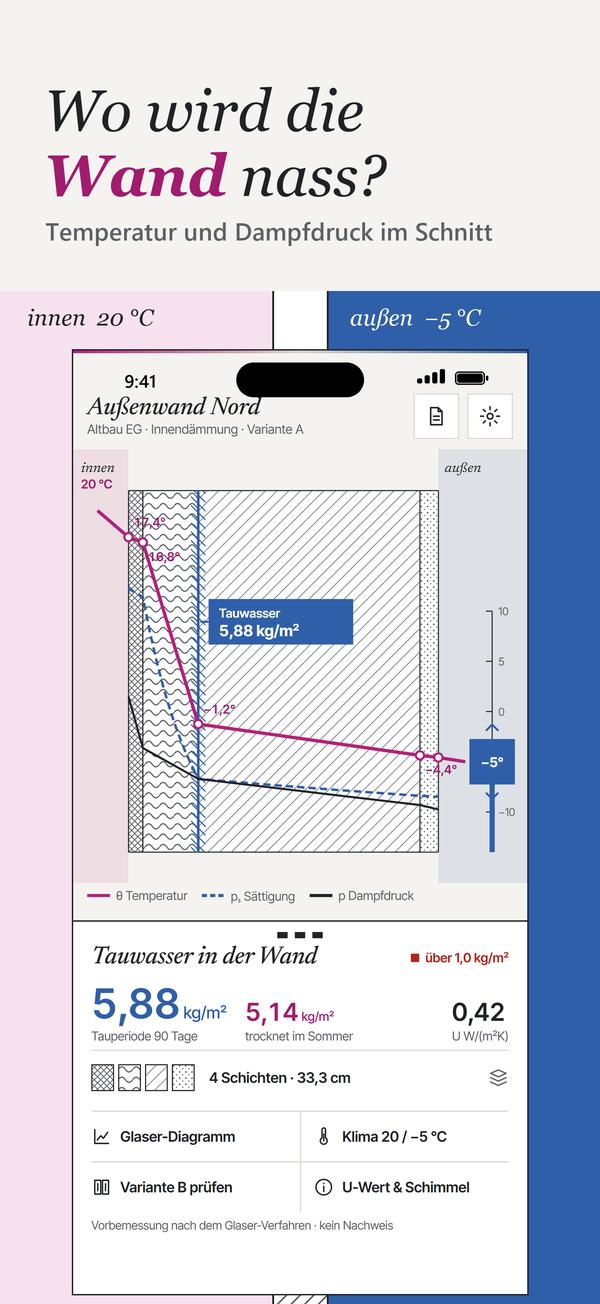 Wo wird die
Wand nass?
Temperatur und Dampfdruck im Schnitt
innen 20 °C
außen −5 °C
9:41
Außenwand Nord
Altbau EG · Innendämmung · Variante A
innen
20 °C
außen
17,4°
16,8°
Tauwasser
5,88 kg/m²
−1,2°
−4,4°
10
5
0
−5°
−10
θ Temperatur
pₛ Sättigung
p Dampfdruck
Tauwasser in der Wand
über 1,0 kg/m²
5,88 kg/m²
Tauperiode 90 Tage
5,14 kg/m²
trocknet im Sommer
0,42
U W/(m²K)
4 Schichten · 33,3 cm
Glaser-Diagramm
Klima 20 / −5 °C
Variante B prüfen
U-Wert & Schimmel
Vorbemessung nach dem Glaser-Verfahren · kein Nachweis